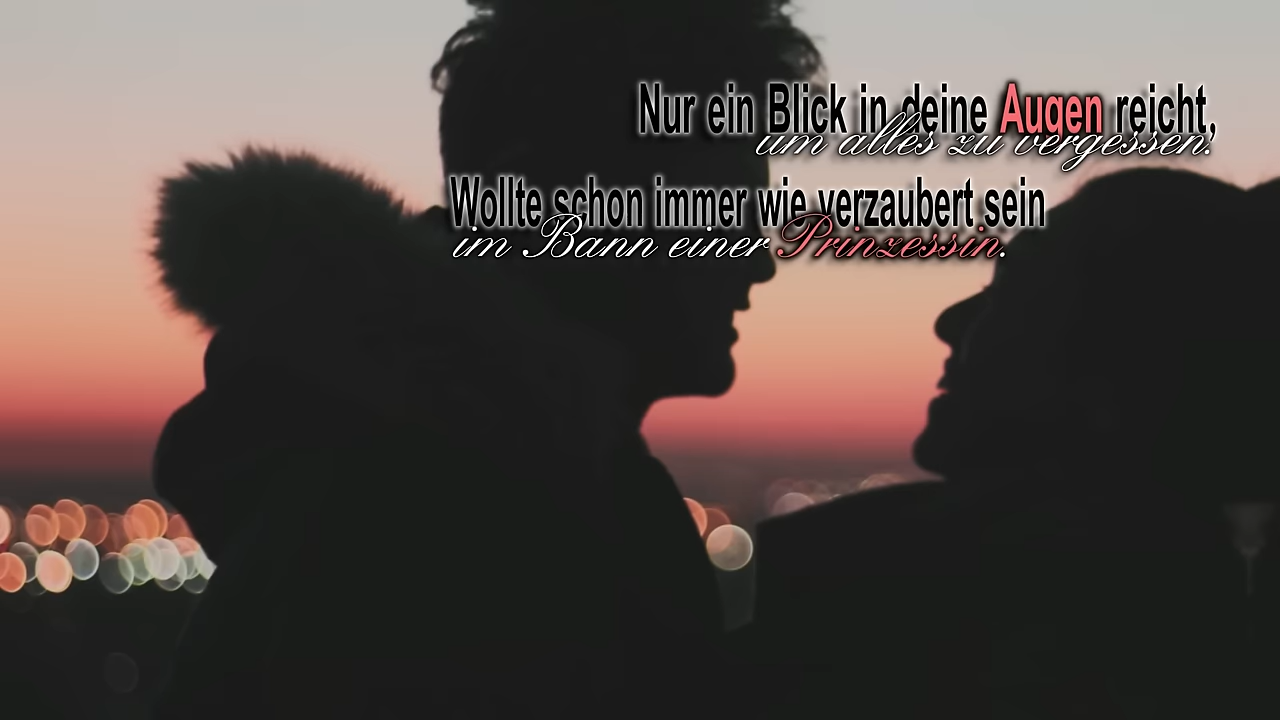 Nur ein Blick in deine Augen reicht,
um alles zu vergessen.
Wollte schon immer wie verzaubert sein
im Bann einer Prinzessin.